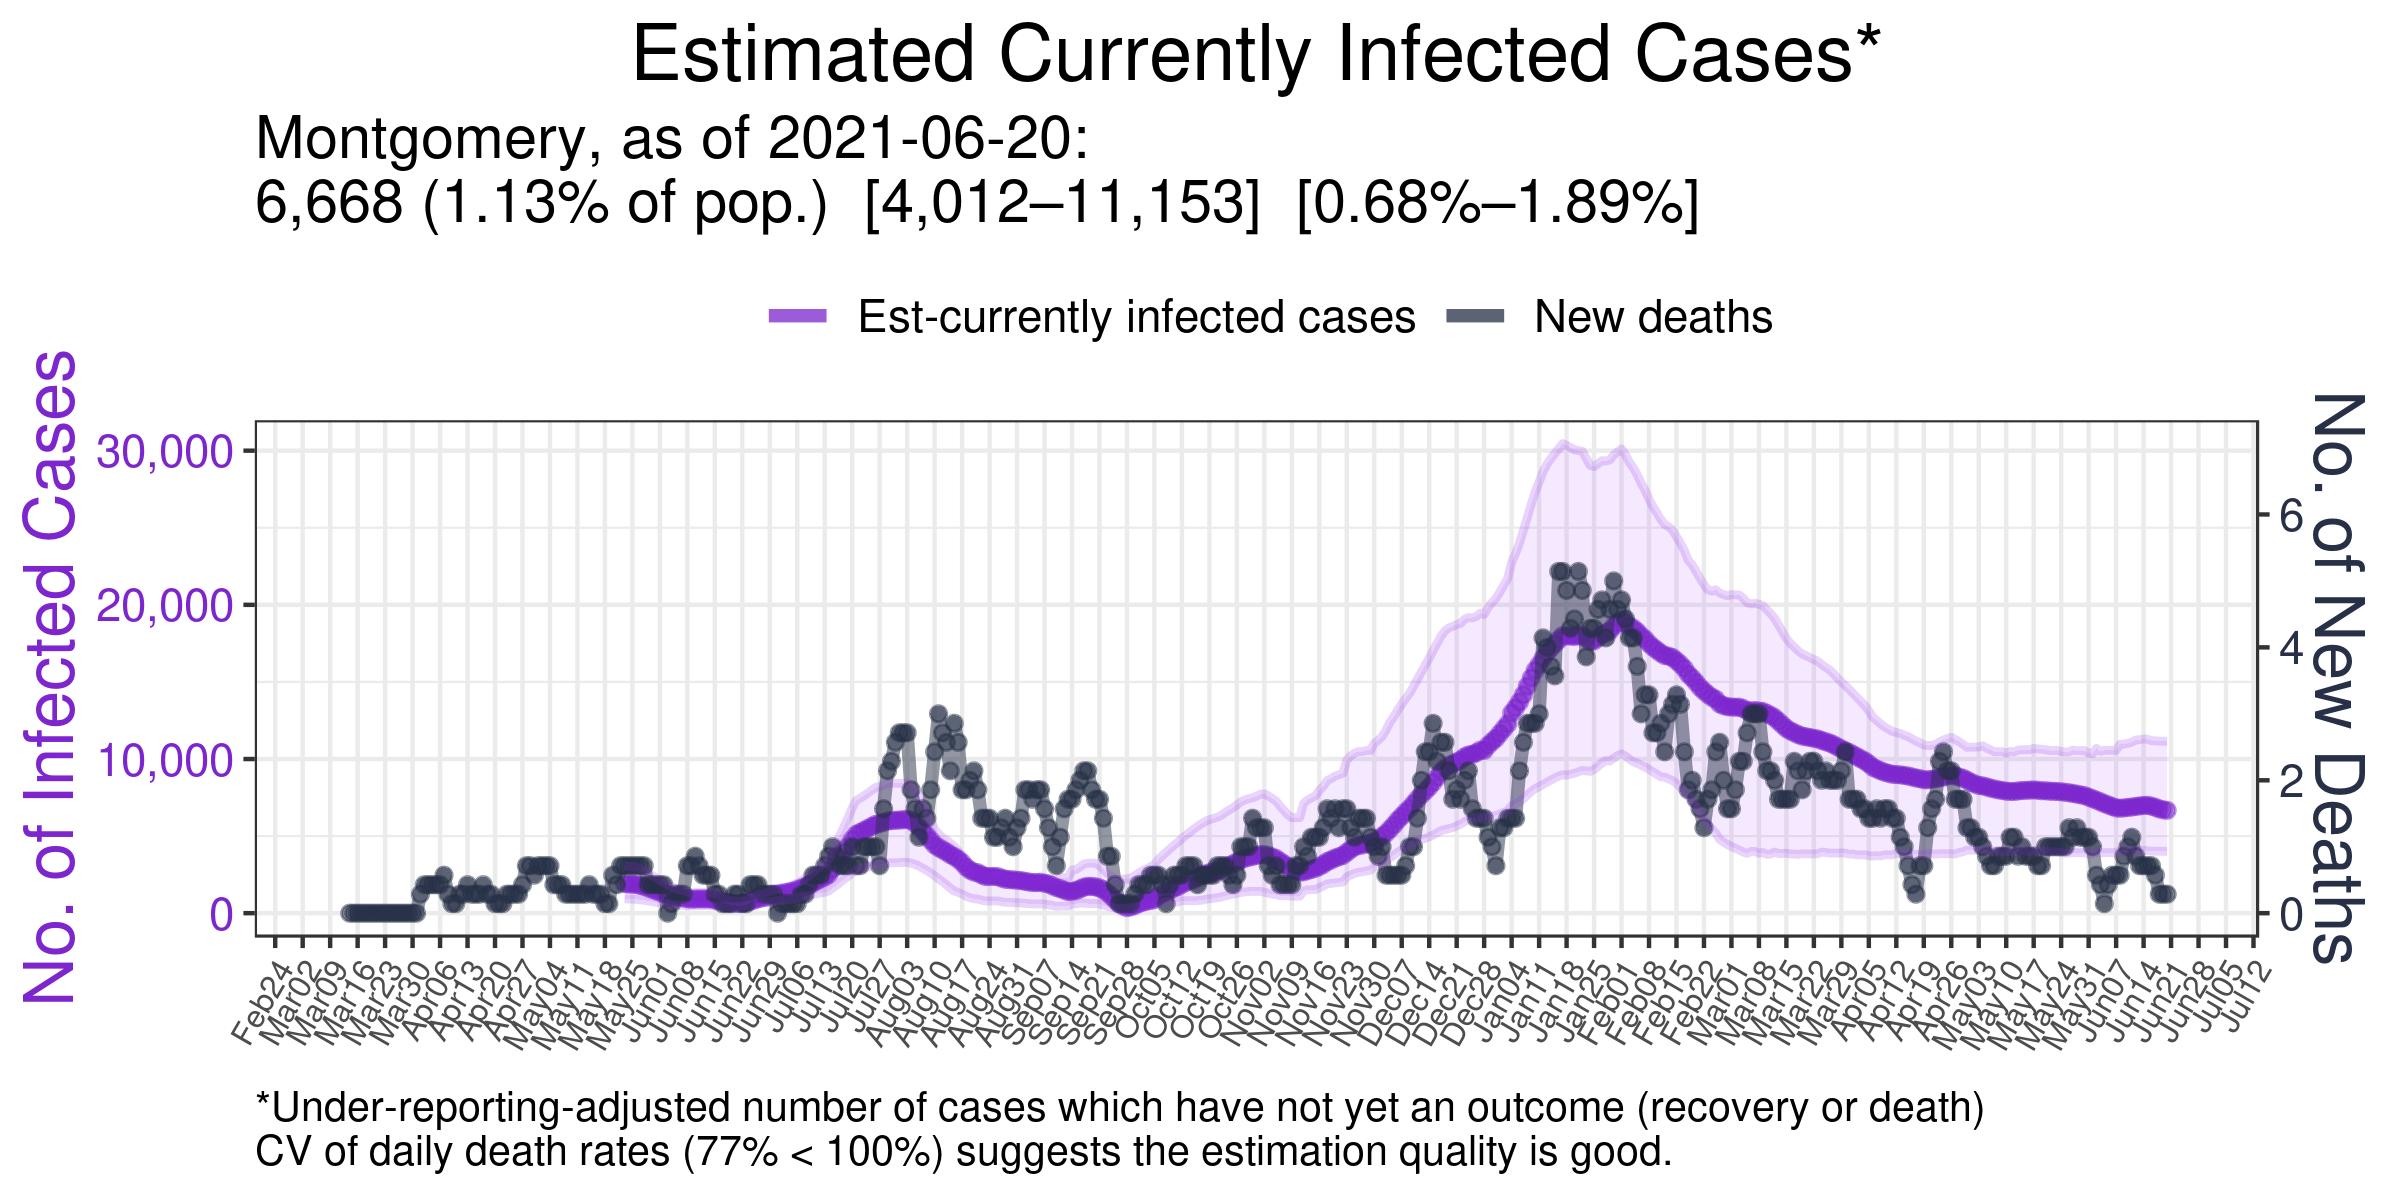 Estimated Currently Infected Cases*
Montgomery, as of 2021-06-20:
6,668 (1.13% of pop.) [4,012–11,153] [0.68%–1.89%]
Est-currently infected cases New deaths
No. of Infected Cases
30,000
20,000
10,000
0
No. of New Deaths
6
4
2
0
Feb24 Mar02 Mar09 Mar16 Mar23 Mar30 Apr06 Apr13 Apr20 Apr27 May04 May11 May18 May25 Jun01 Jun08 Jun15 Jun22 Jun29 Jul06 Jul13 Jul20 Jul27 Aug03 Aug10 Aug17 Aug24 Aug31 Sep07 Sep14 Sep21 Sep28 Oct05 Oct12 Oct19 Oct26 Nov02 Nov09 Nov16 Nov23 Nov30 Dec07 Dec14 Dec21 Dec28 Jan04 Jan11 Jan18 Jan25 Feb01 Feb08 Feb15 Feb22 Mar01 Mar08 Mar15 Mar22 Mar29 Apr05 Apr12 Apr19 Apr26 May03 May10 May17 May24 May31 Jun07 Jun14 Jun21 Jun28 Jul05 Jul12
*Under-reporting-adjusted number of cases which have not yet an outcome (recovery or death)
CV of daily death rates (77% < 100%) suggests the estimation quality is good.